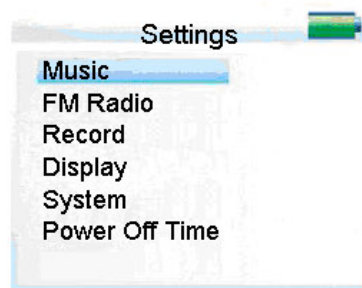 Settings
Music
FM Radio
Record
Display
System
Power Off Time